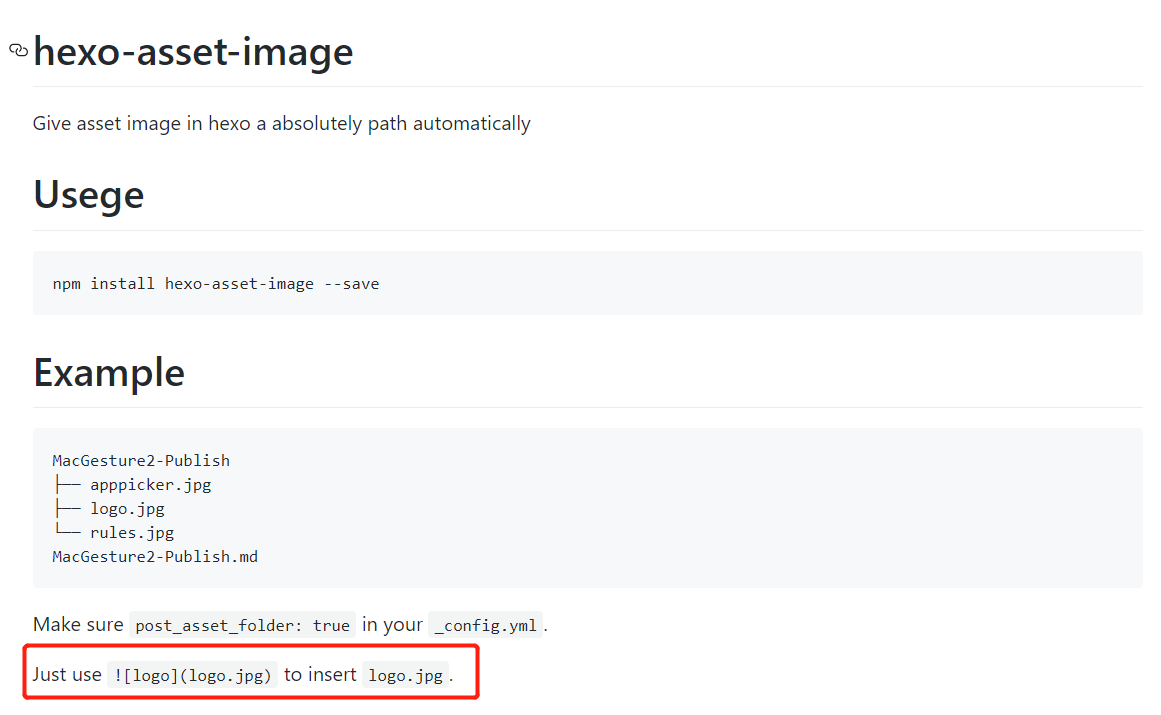 hexo-asset-image
Give asset image in hexo a absolutely path automatically
Usege
npm install hexo-asset-image --save
Example
MacGesture2-Publish
├── apppicker.jpg
├── logo.jpg
└── rules.jpg
MacGesture2-Publish.md
Make sure post_asset_folder: true in your _config.yml.
Just use ![logo](logo.jpg) to insert logo.jpg.